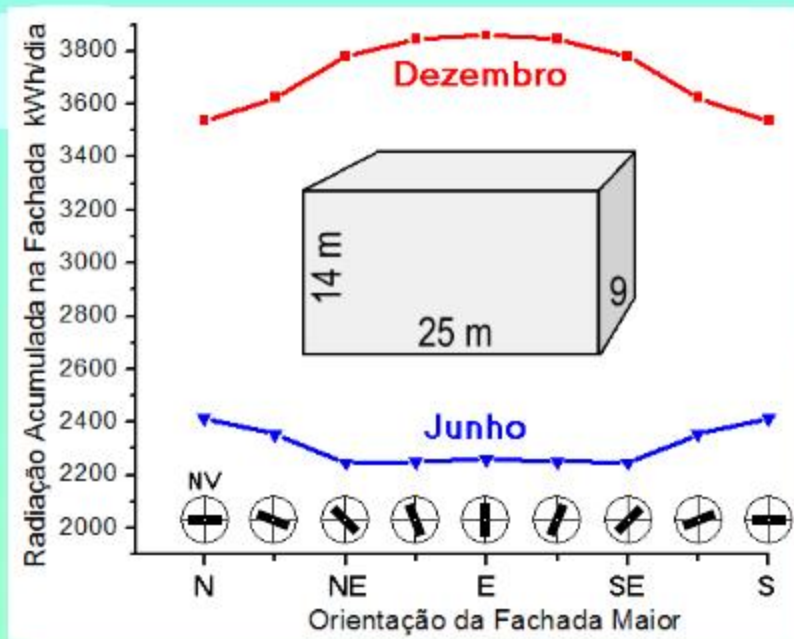 Radiação Acumulada na Fachada kWh/dia
3800
3600
3400
3200
3000
2800
2600
2400
2200
2000
Dezembro
14 m
25 m
9
Junho
NV
N
NE
E
SE
S
Orientação da Fachada Maior